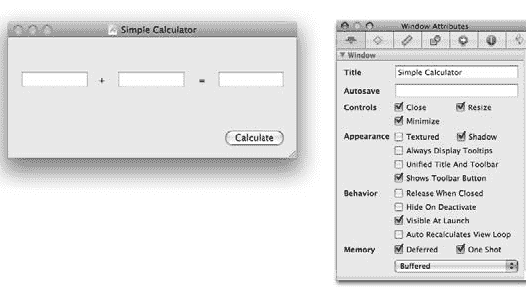 Simple Calculator
+ =
Calculate
Window Attributes
Window
Title Simple Calculator
Autosave
Controls Close Resize
Minimize
Appearance Textured Shadow
Always Display Tooltips
Unified Title And Toolbar
Shows Toolbar Button
Behavior Release When Closed
Hide On Deactivate
Visible At Launch
Auto Recalculates View Loop
Memory Deferred One Shot
Buffered